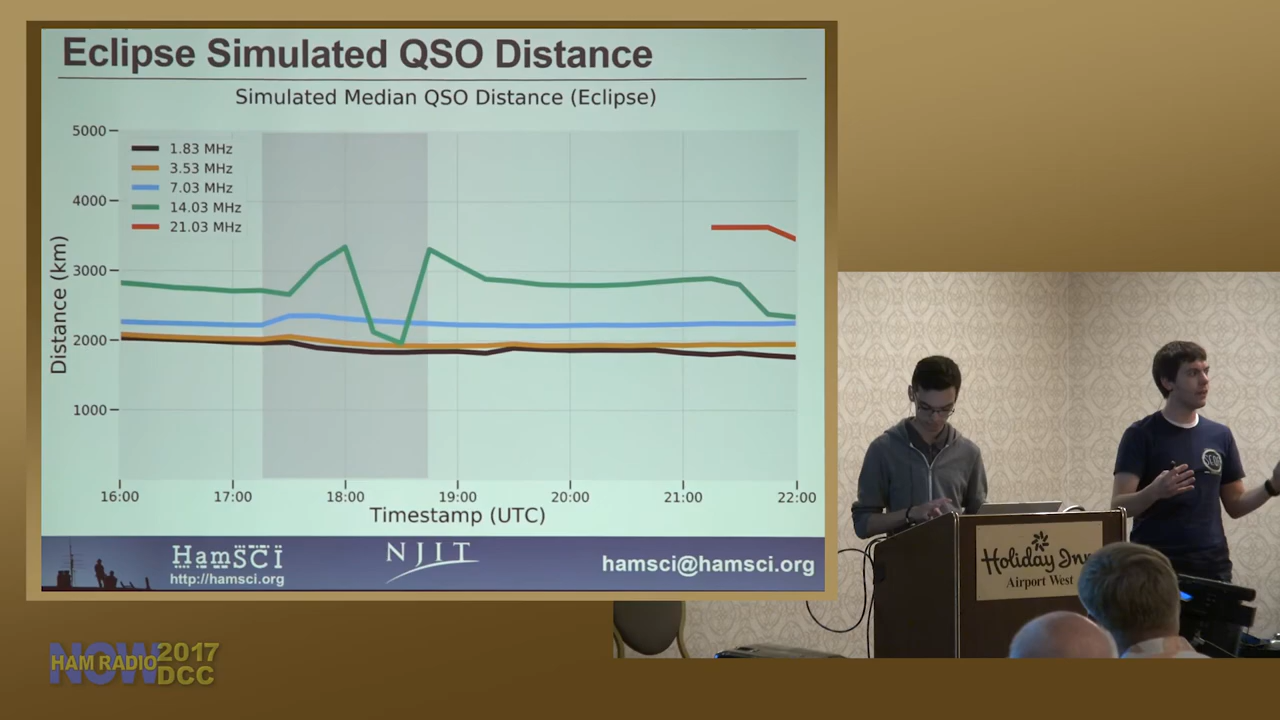 Eclipse Simulated QSO Distance
Simulated Median QSO Distance (Eclipse)
5000
4000
3000
2000
1000
Distance (km)
1.83 MHz
3.53 MHz
7.03 MHz
14.03 MHz
21.03 MHz
16:00
17:00
18:00
19:00
20:00
21:00
22:00
Timestamp (UTC)
HamSCI
http://hamsci.org
NJIT
hamsci@hamsci.org
Holiday Inn
Airport West
NOW
HAM RADIO 2017
DCC